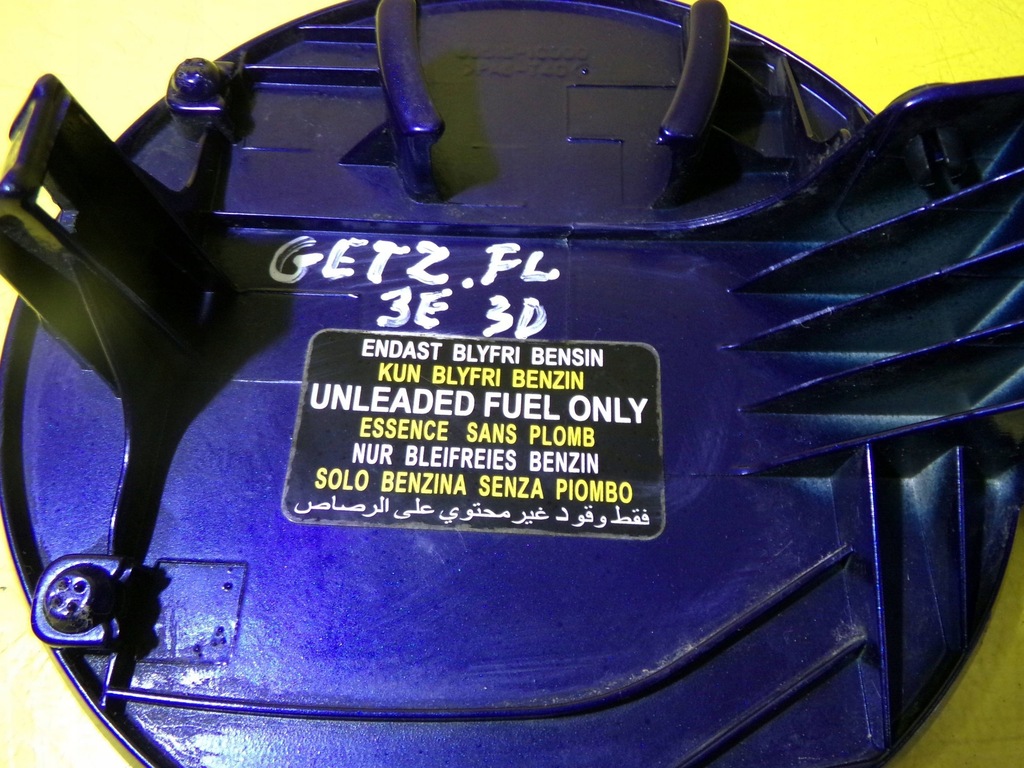 GETZ.FL
3E 3D
ENDAST BLYFRI BENSIN
KUN BLYFRI BENZIN
UNLEADED FUEL ONLY
ESSENCE SANS PLOMB
NUR BLEIFREIES BENZIN
SOLO BENZINA SENZA PIOMBO
فقط وقود غير محتوي على الرصاص